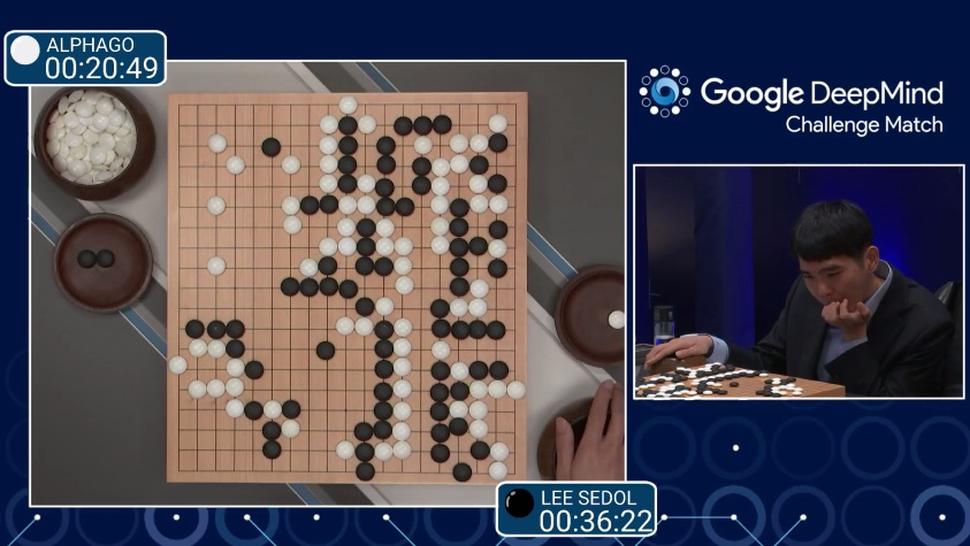 ALPHAGO
00:20:49
Google DeepMind
Challenge Match
LEE SEDOL
00:36:22